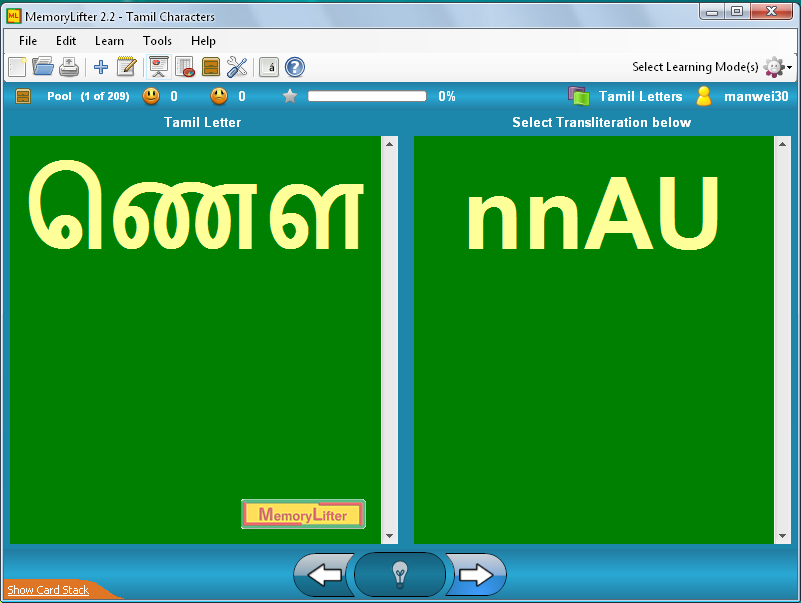 ML MemoryLifter 2.2 - Tamil Characters
File Edit Learn Tools Help
á ? Select Learning Mode(s)
Pool (1 of 209) 0 0 0% Tamil Letters manwei30
Tamil Letter Select Transliteration below
ணௌ nnAU
MemoryLifter
Show Card Stack